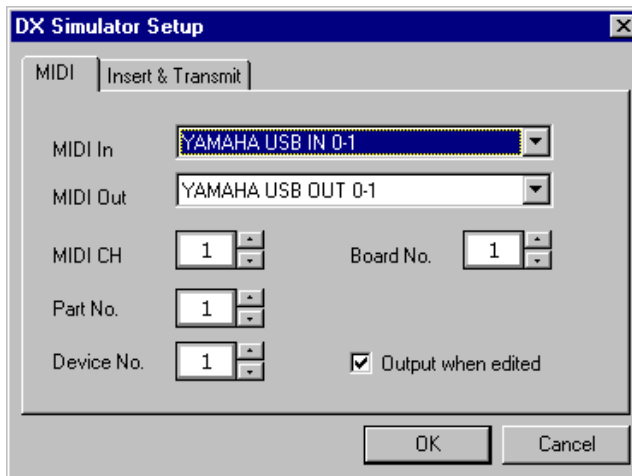 DX Simulator Setup
MIDI Insert & Transmit
MIDI In YAMAHA USB IN 0-1
MIDI Out YAMAHA USB OUT 0-1
MIDI CH 1 Board No. 1
Part No. 1
Device No. 1 Output when edited
OK Cancel